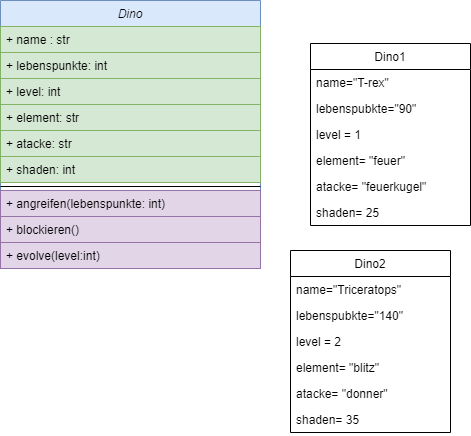 Dino
+ name : str
+ lebenspunkte: int
+ level: int
+ element: str
+ atacke: str
+ shaden: int
+ angreifen(lebenspunkte: int)
+ blockieren()
+ evolve(level:int)
Dino1
name="T-rex"
lebenspubkte="90"
level = 1
element= "feuer"
atacke= "feuerkugel"
shaden= 25
Dino2
name="Triceratops"
lebenspubkte="140"
level = 2
element= "blitz"
atacke= "donner"
shaden= 35